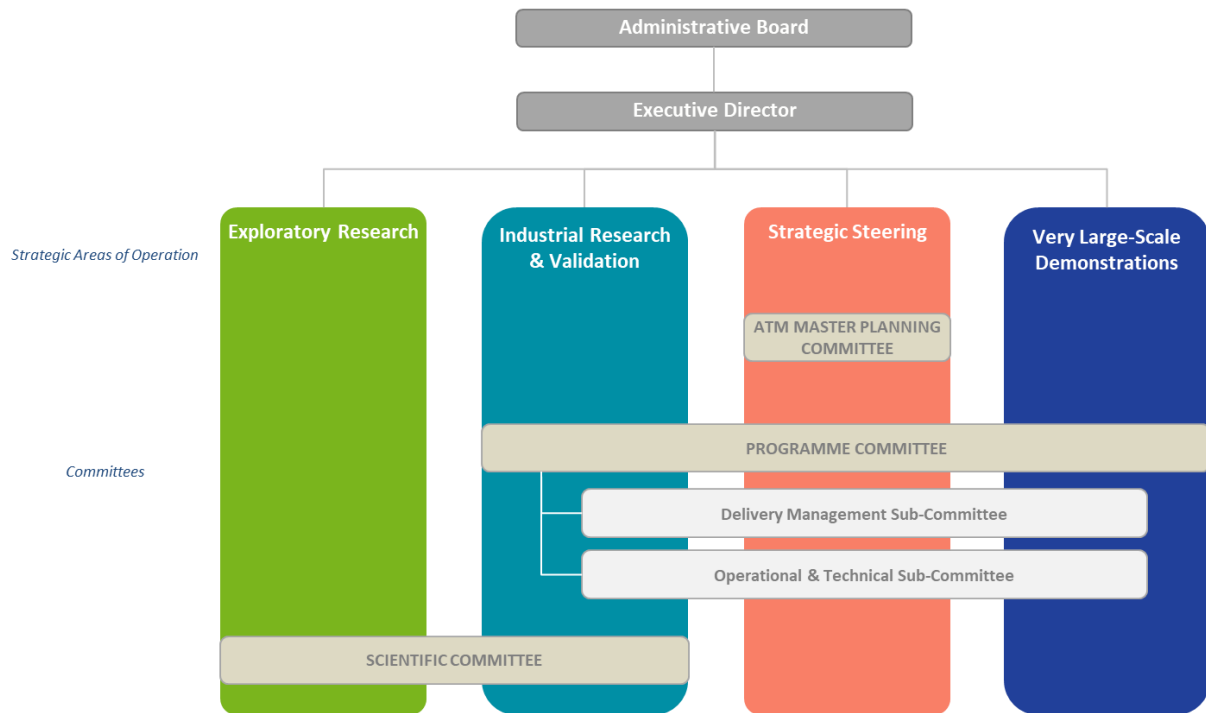 Administrative Board
Executive Director
Strategic Areas of Operation
Exploratory Research
Industrial Research
& Validation
Strategic Steering
Very Large-Scale
Demonstrations
ATM MASTER PLANNING
COMMITTEE
Committees
PROGRAMME COMMITTEE
Delivery Management Sub-Committee
Operational & Technical Sub-Committee
SCIENTIFIC COMMITTEE